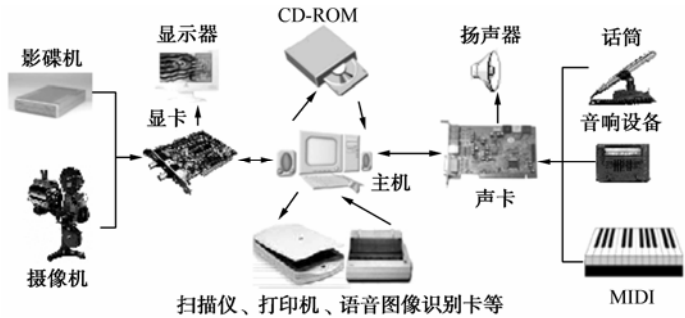 CD-ROM
显示器
扬声器
话筒
影碟机
显卡
音响设备
主机
声卡
摄像机
MIDI
扫描仪、打印机、语音图像识别卡等